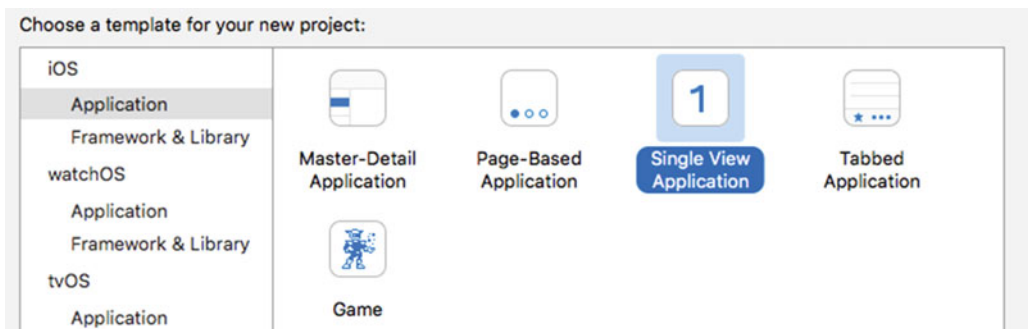 Choose a template for your new project:
iOS
Application
Framework & Library
watchOS
Application
Framework & Library
tvOS
Application
Master-Detail
Application
Page-Based
Application
1
Single View
Application
Tabbed
Application
Game